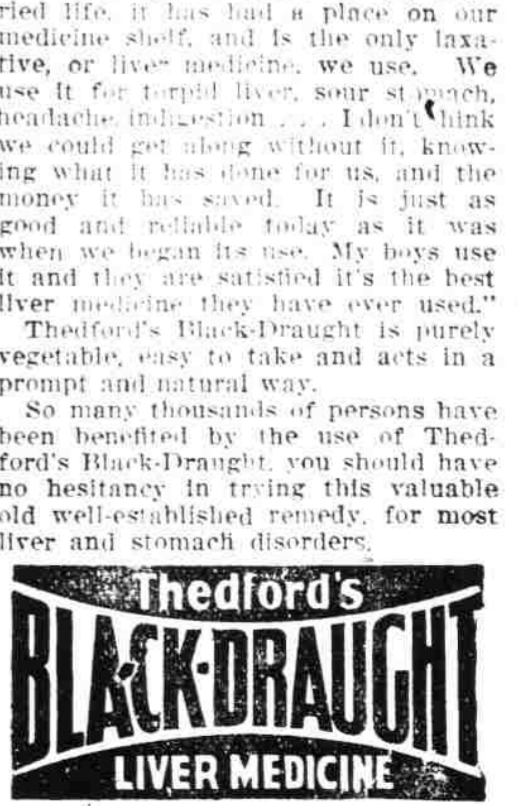 ried life, it has had a place on our
medicine shelf, and is the only laxa-
tive, or liver medicine, we use. We
use it for torpid liver, sour stomach,
headache, indigestion . . . I don't think
we could get along without it, know-
ing what it has done for us, and the
money it has saved. It is just as
good and reliable today as it was
when we began its use. My boys use
it and they are satisfied it's the best
liver medicine they have ever used."
Thedford's Black-Draught is purely
vegetable, easy to take and acts in a
prompt and natural way.
So many thousands of persons have
been benefited by the use of Thed-
ford's Black-Draught, you should have
no hesitancy in trying this valuable
old well-established remedy, for most
liver and stomach disorders.
Thedford's
BLACK-DRAUGHT
LIVER MEDICINE